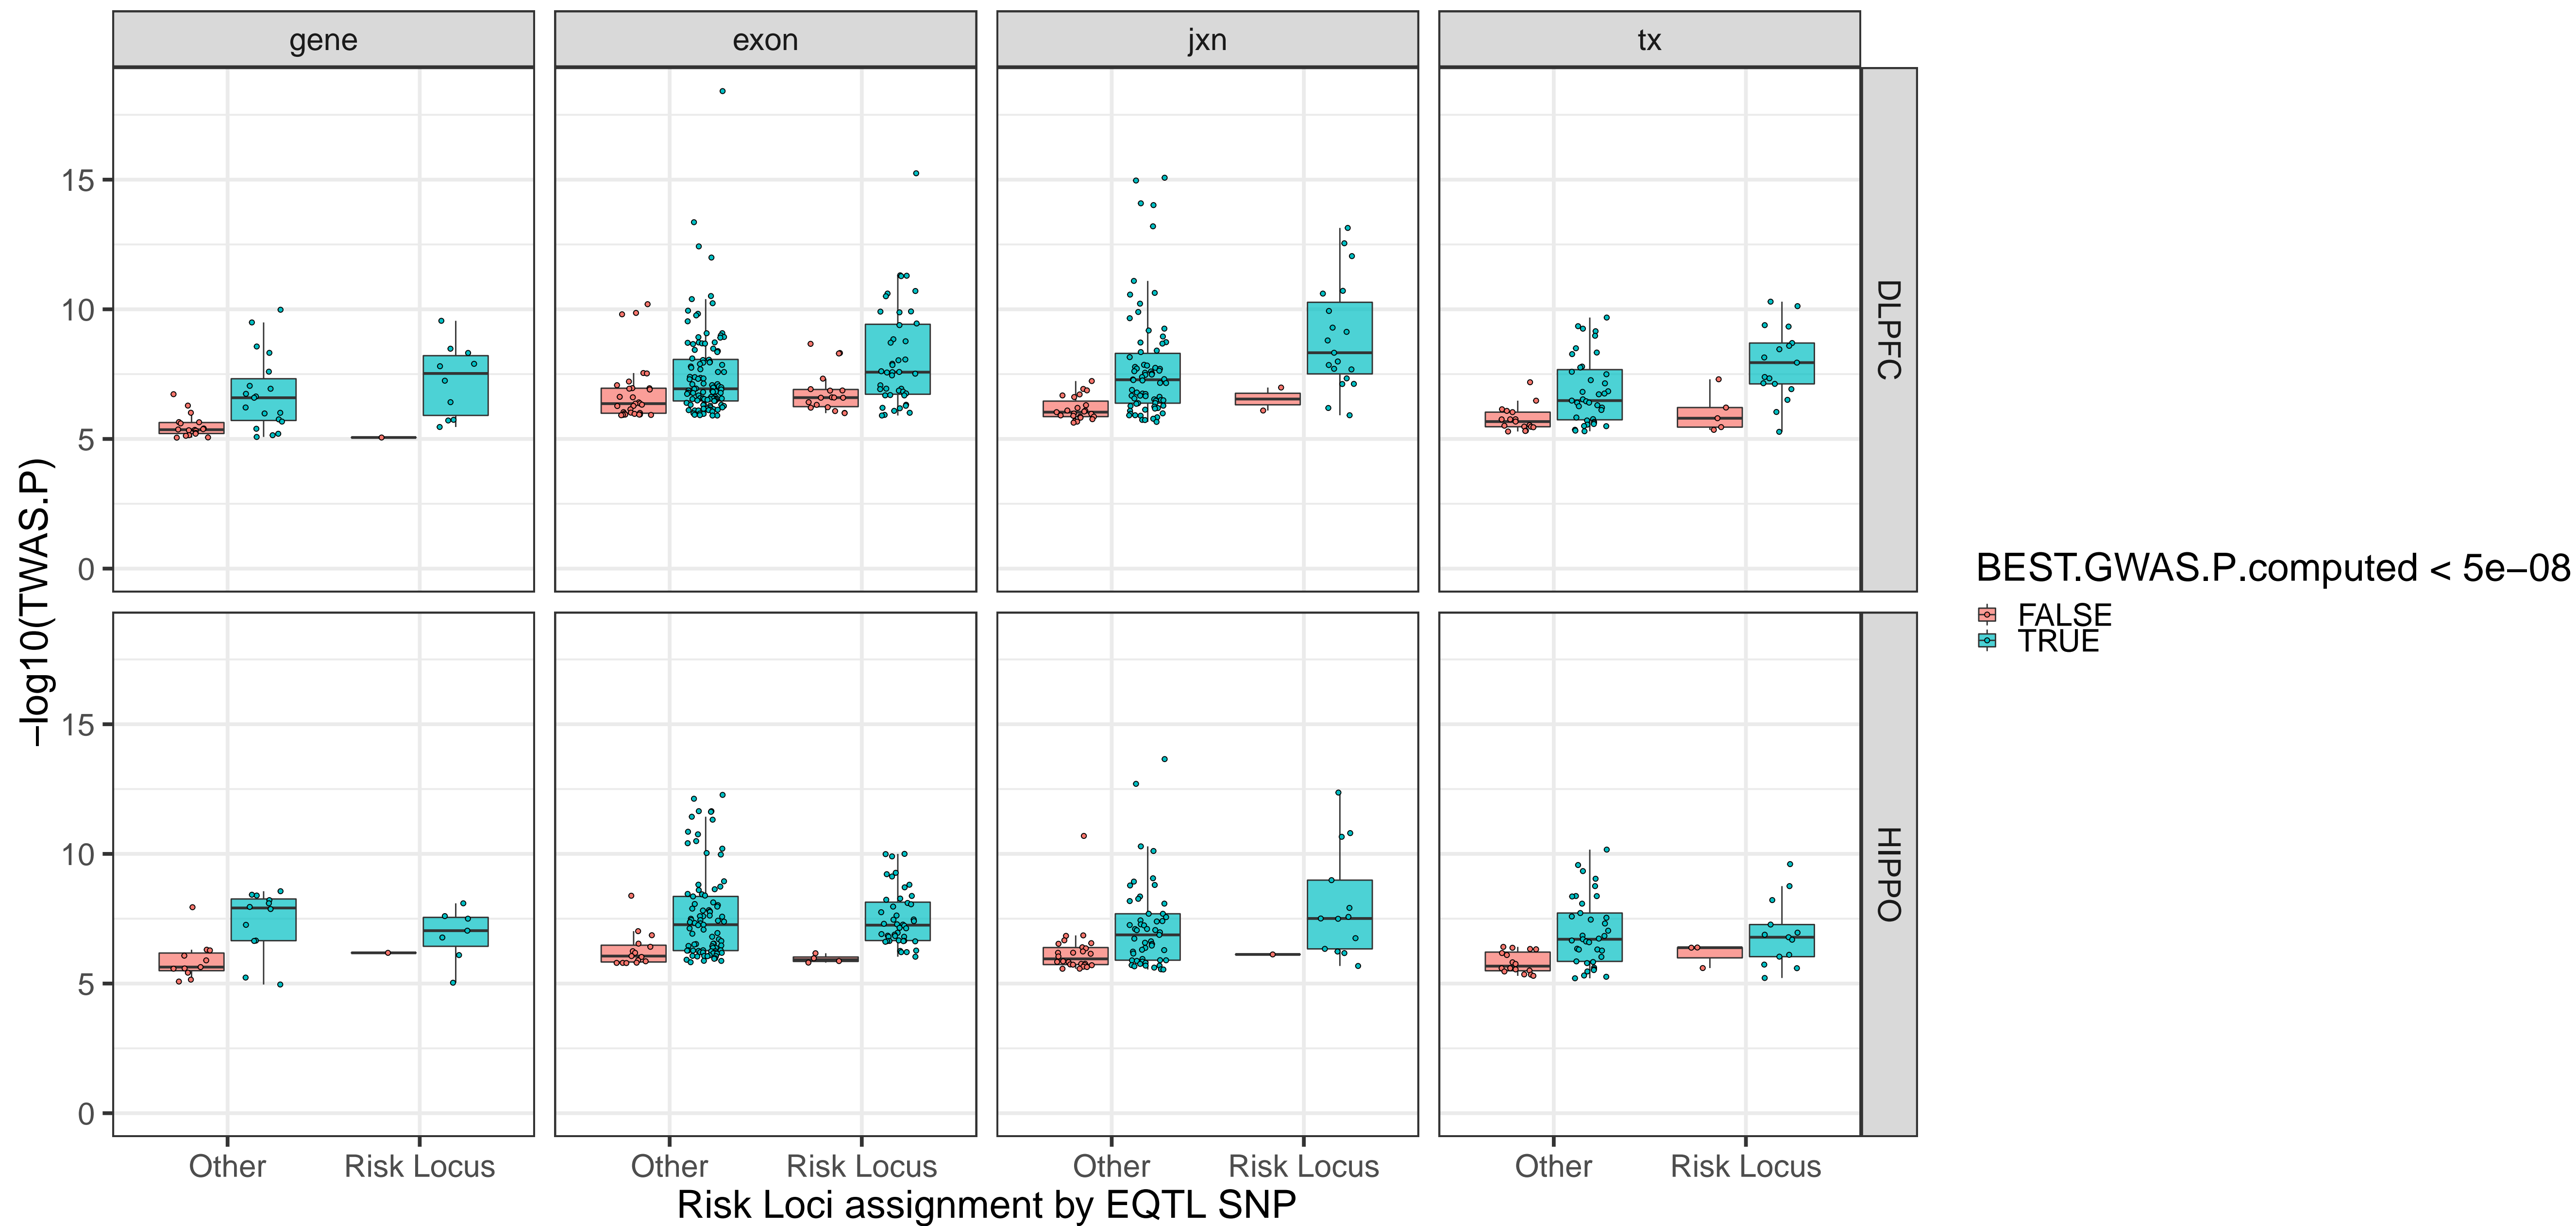 gene exon jxn tx
15
10
5
0
DLPFC
15
10
5
0
HIPPO
−log10(TWAS.P)
Other Risk Locus Other Risk Locus Other Risk Locus Other Risk Locus
Risk Loci assignment by EQTL SNP
BEST.GWAS.P.computed < 5e−08
FALSE
TRUE